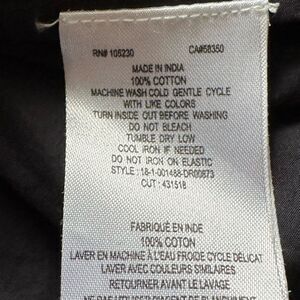 RN# 106230 CA#58350
MADE IN INDIA
100% COTTON
MACHINE WASH COLD GENTLE CYCLE
WITH LIKE COLORS
TURN INSIDE OUT BEFORE WASHING
DO NOT BLEACH
TUMBLE DRY LOW
COOL IRON IF NEEDED
DO NOT IRON ON ELASTIC
STYLE : 18-1-001488-DR00873
CUT : 431518
FABRIQUÉ EN INDE
100% COTON
LAVER EN MACHINE À L'EAU FROIDE CYCLE DÉLICAT
LAVER AVEC COULEURS SIMILAIRES
RETOURNER AVANT LE LAVAGE